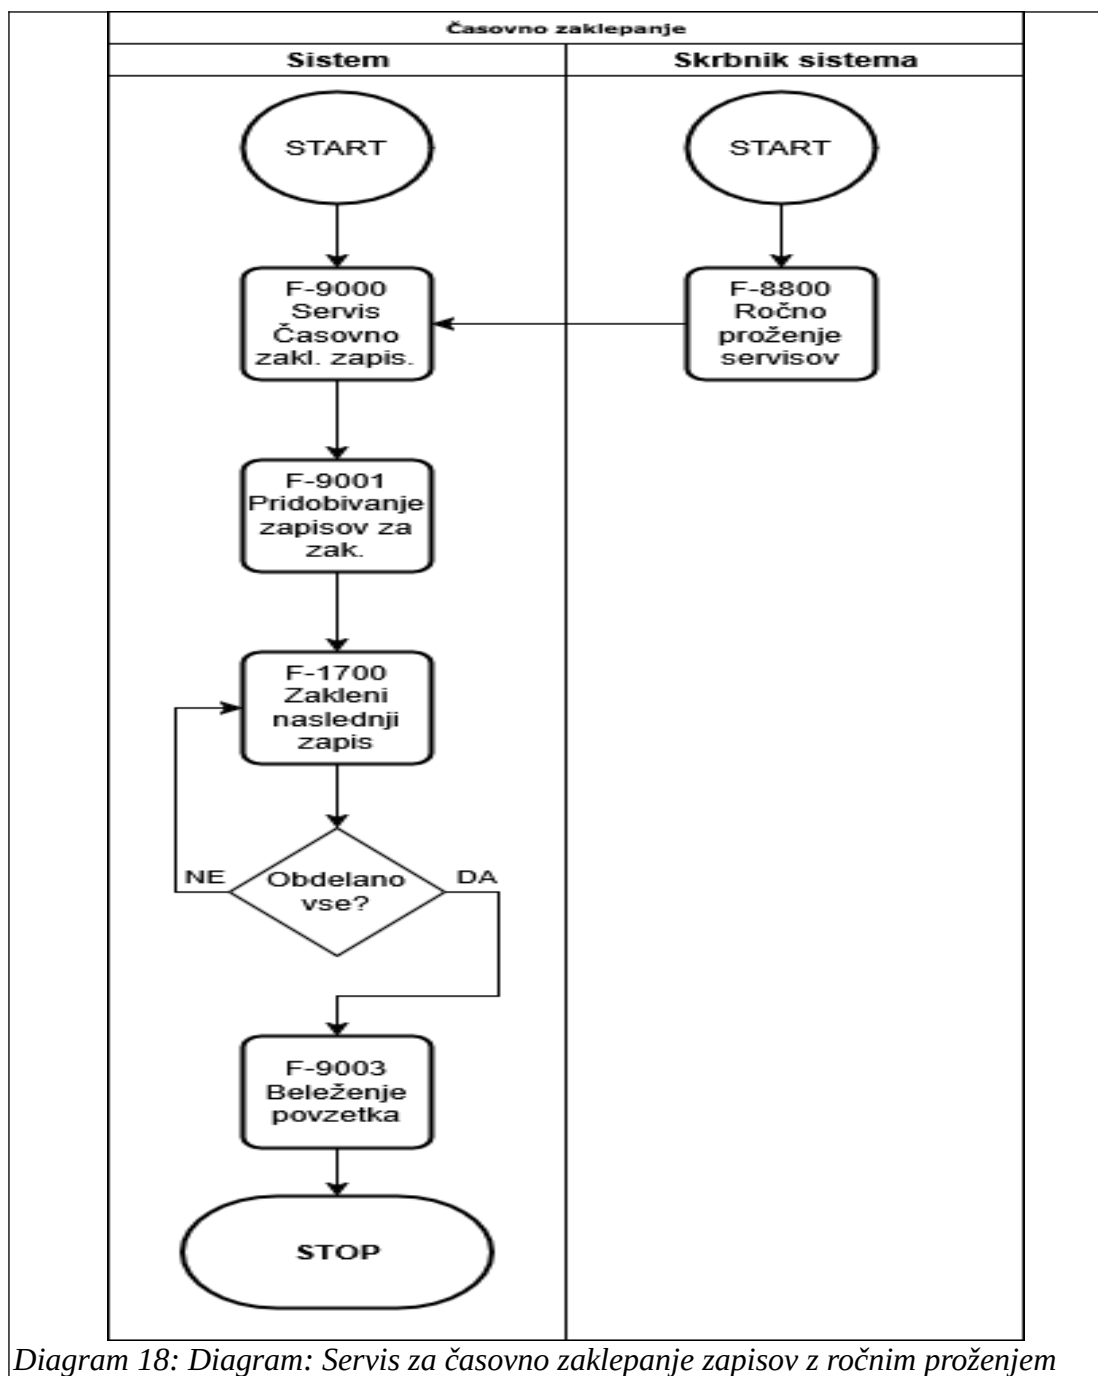 Časovno zaklepanje
Sistem
Skrbnik sistema
START
START
F-9000
Servis
Časovno
zakl. zapis.
F-8800
Ročno
proženje
servisov
F-9001
Pridobivanje
zapisov za
zak.
F-1700
Zakleni
naslednji
zapis
NE
Obdelano
vse?
DA
F-9003
Beleženje
povzetka
STOP
Diagram 18: Diagram: Servis za časovno zaklepanje zapisov z ročnim proženjem